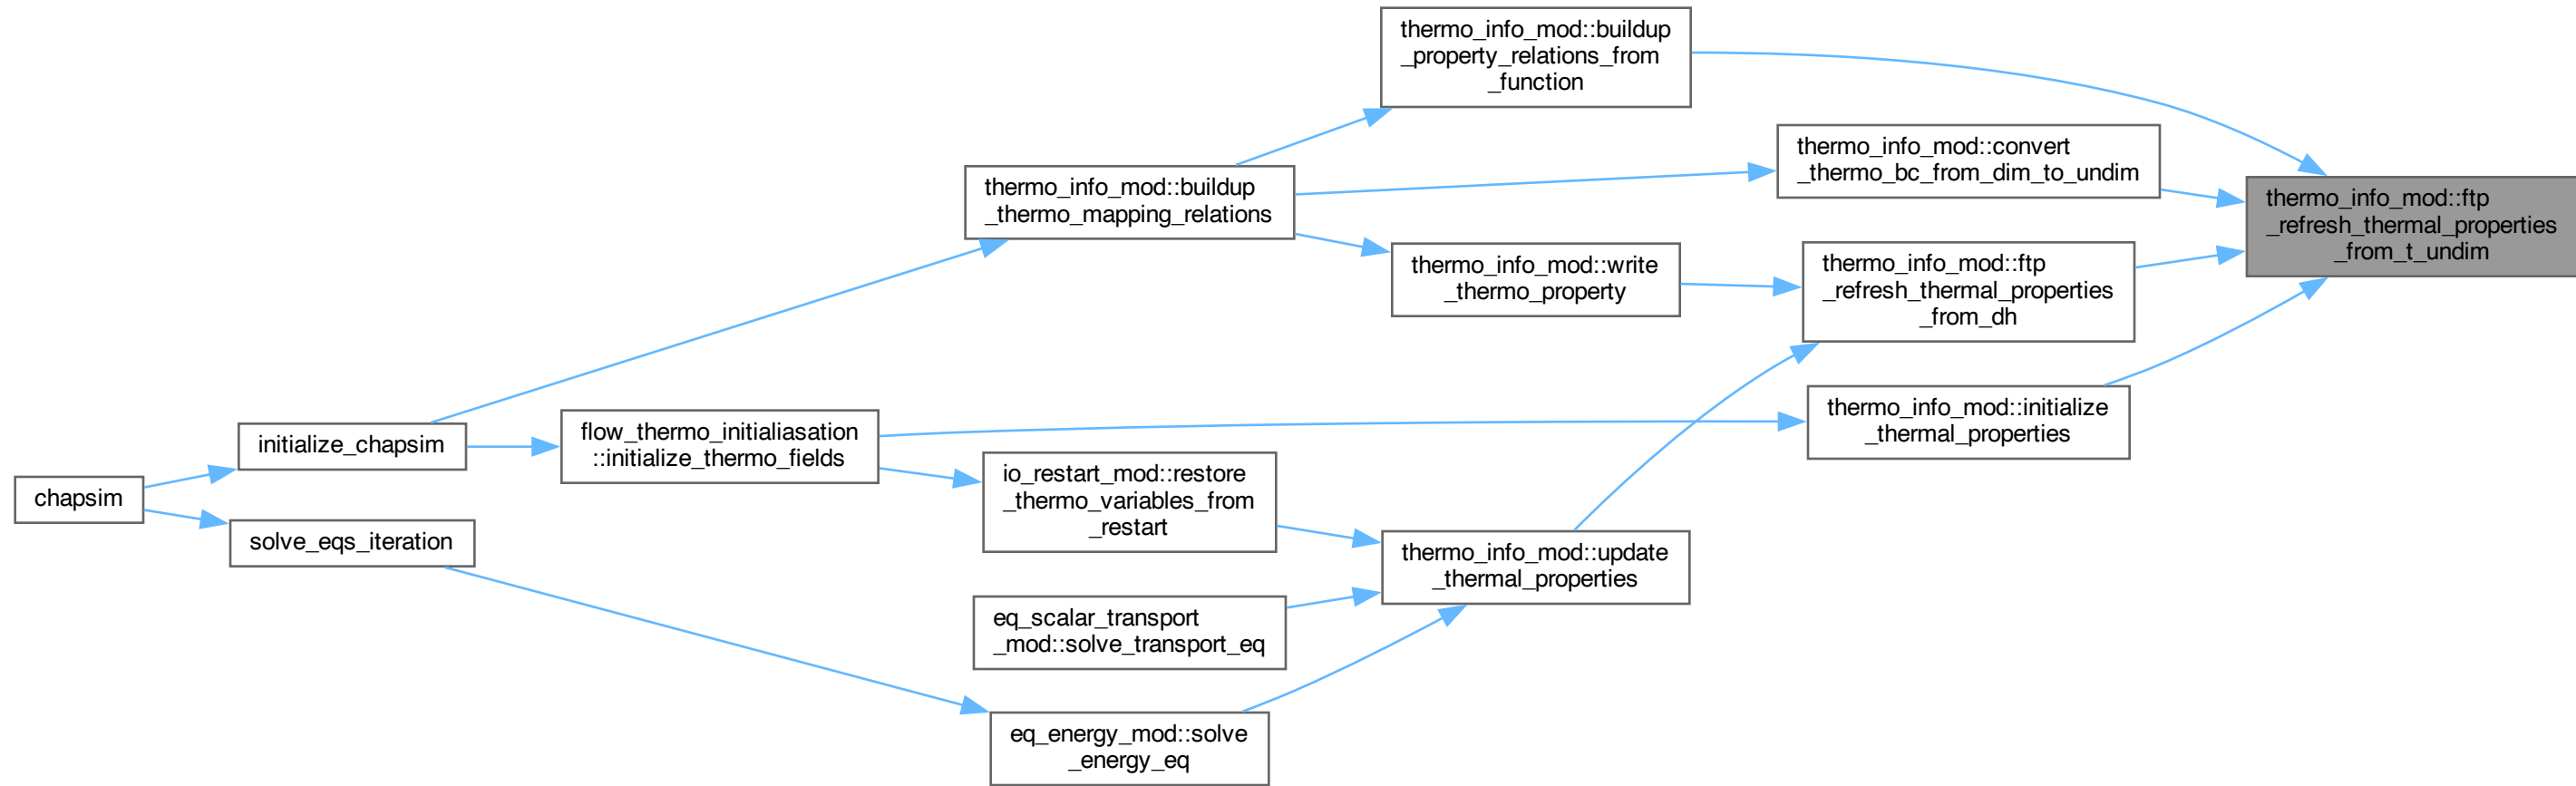 thermo_info_mod::buildup
_property_relations_from
_function
thermo_info_mod::convert
_thermo_bc_from_dim_to_undim
thermo_info_mod::buildup
_thermo_mapping_relations
thermo_info_mod::ftp
_refresh_thermal_properties
_from_t_undim
thermo_info_mod::write
_thermo_property
thermo_info_mod::ftp
_refresh_thermal_properties
_from_dh
thermo_info_mod::initialize
_thermal_properties
initialize_chapsim
flow_thermo_initialiasation
::initialize_thermo_fields
chapsim
io_restart_mod::restore
_thermo_variables_from
_restart
solve_eqs_iteration
thermo_info_mod::update
_thermal_properties
eq_scalar_transport
_mod::solve_transport_eq
eq_energy_mod::solve
_energy_eq